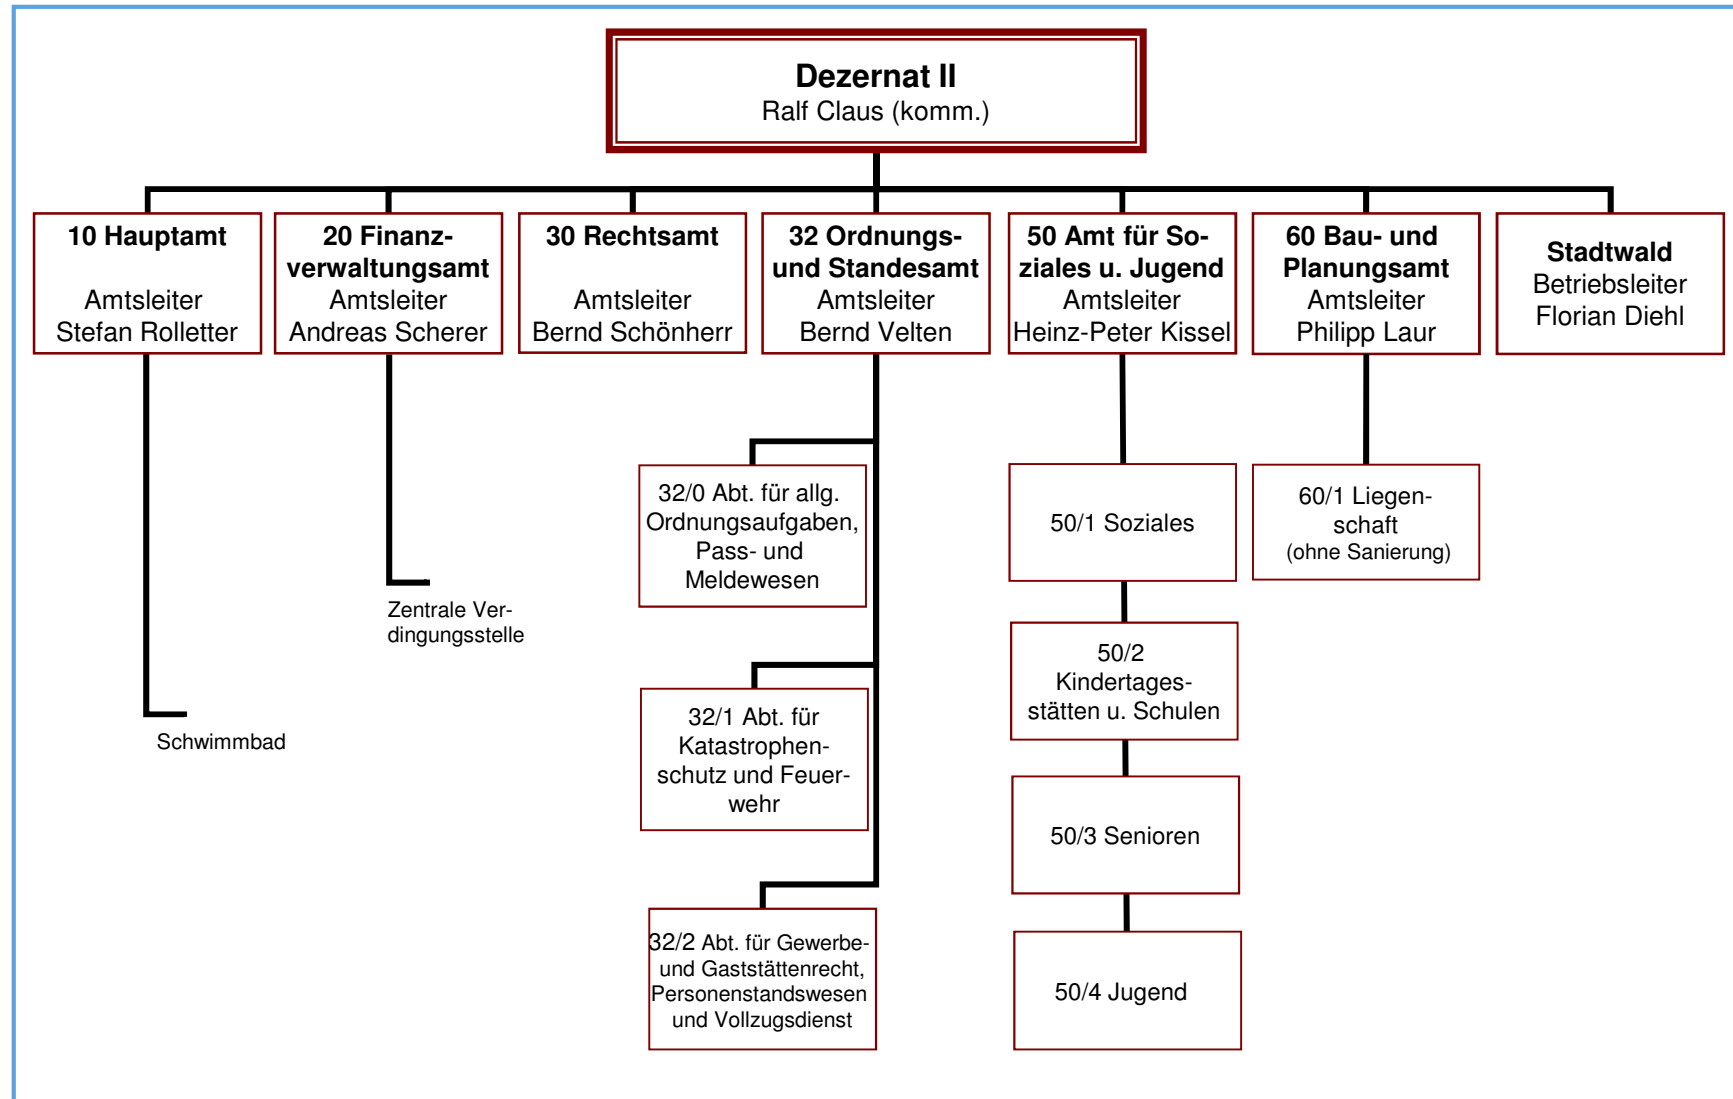 Dezernat II
Ralf Claus (komm.)
10 Hauptamt
Amtsleiter
Stefan Rolletter
20 Finanz-
verwaltungsamt
Amtsleiter
Andreas Scherer
30 Rechtsamt
Amtsleiter
Bernd Schönherr
32 Ordnungs-
und Standesamt
Amtsleiter
Bernd Velten
50 Amt für So-
ziales u. Jugend
Amtsleiter
Heinz-Peter Kissel
60 Bau- und
Planungsamt
Amtsleiter
Philipp Laur
Stadtwald
Betriebsleiter
Florian Diehl
Schwimmbad
Zentrale Ver-
dingungsstelle
32/0 Abt. für allg.
Ordnungsaufgaben,
Pass- und
Meldewesen
32/1 Abt. für
Katastrophen-
schutz und Feuer-
wehr
32/2 Abt. für Gewerbe-
und Gaststättenrecht,
Personenstandswesen
und Vollzugsdienst
50/1 Soziales
50/2
Kindertages-
stätten u. Schulen
50/3 Senioren
50/4 Jugend
60/1 Liegen-
schaft
(ohne Sanierung)